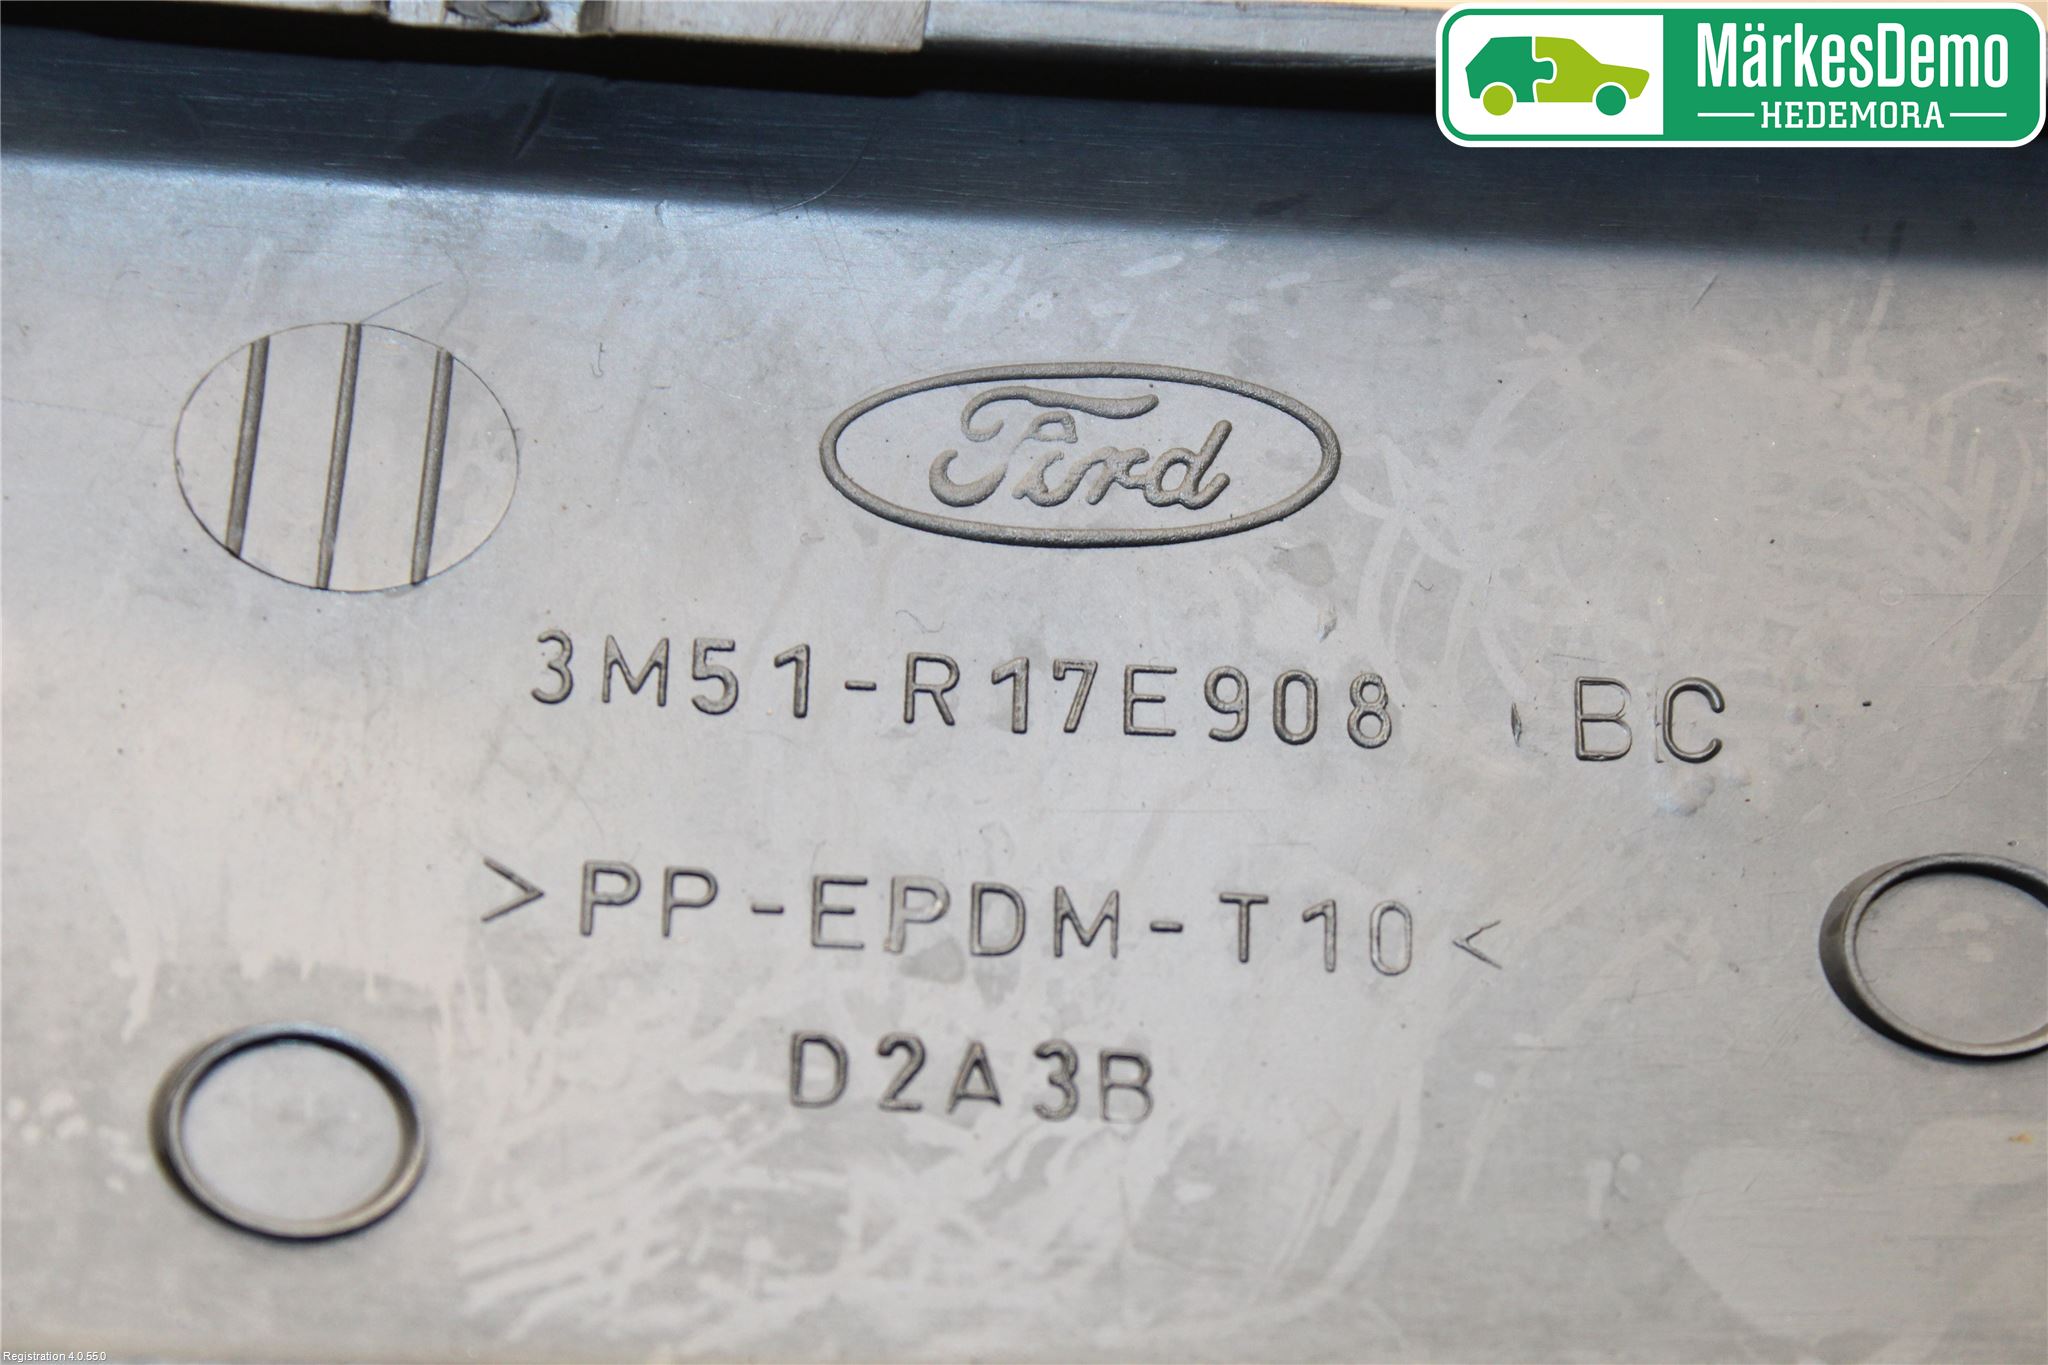 MärkesDemo
HEDEMORA
Ford
3M51-R17E908 BC
>PP-EPDM-T10<
D2A3B
Registration 4.0.55.0